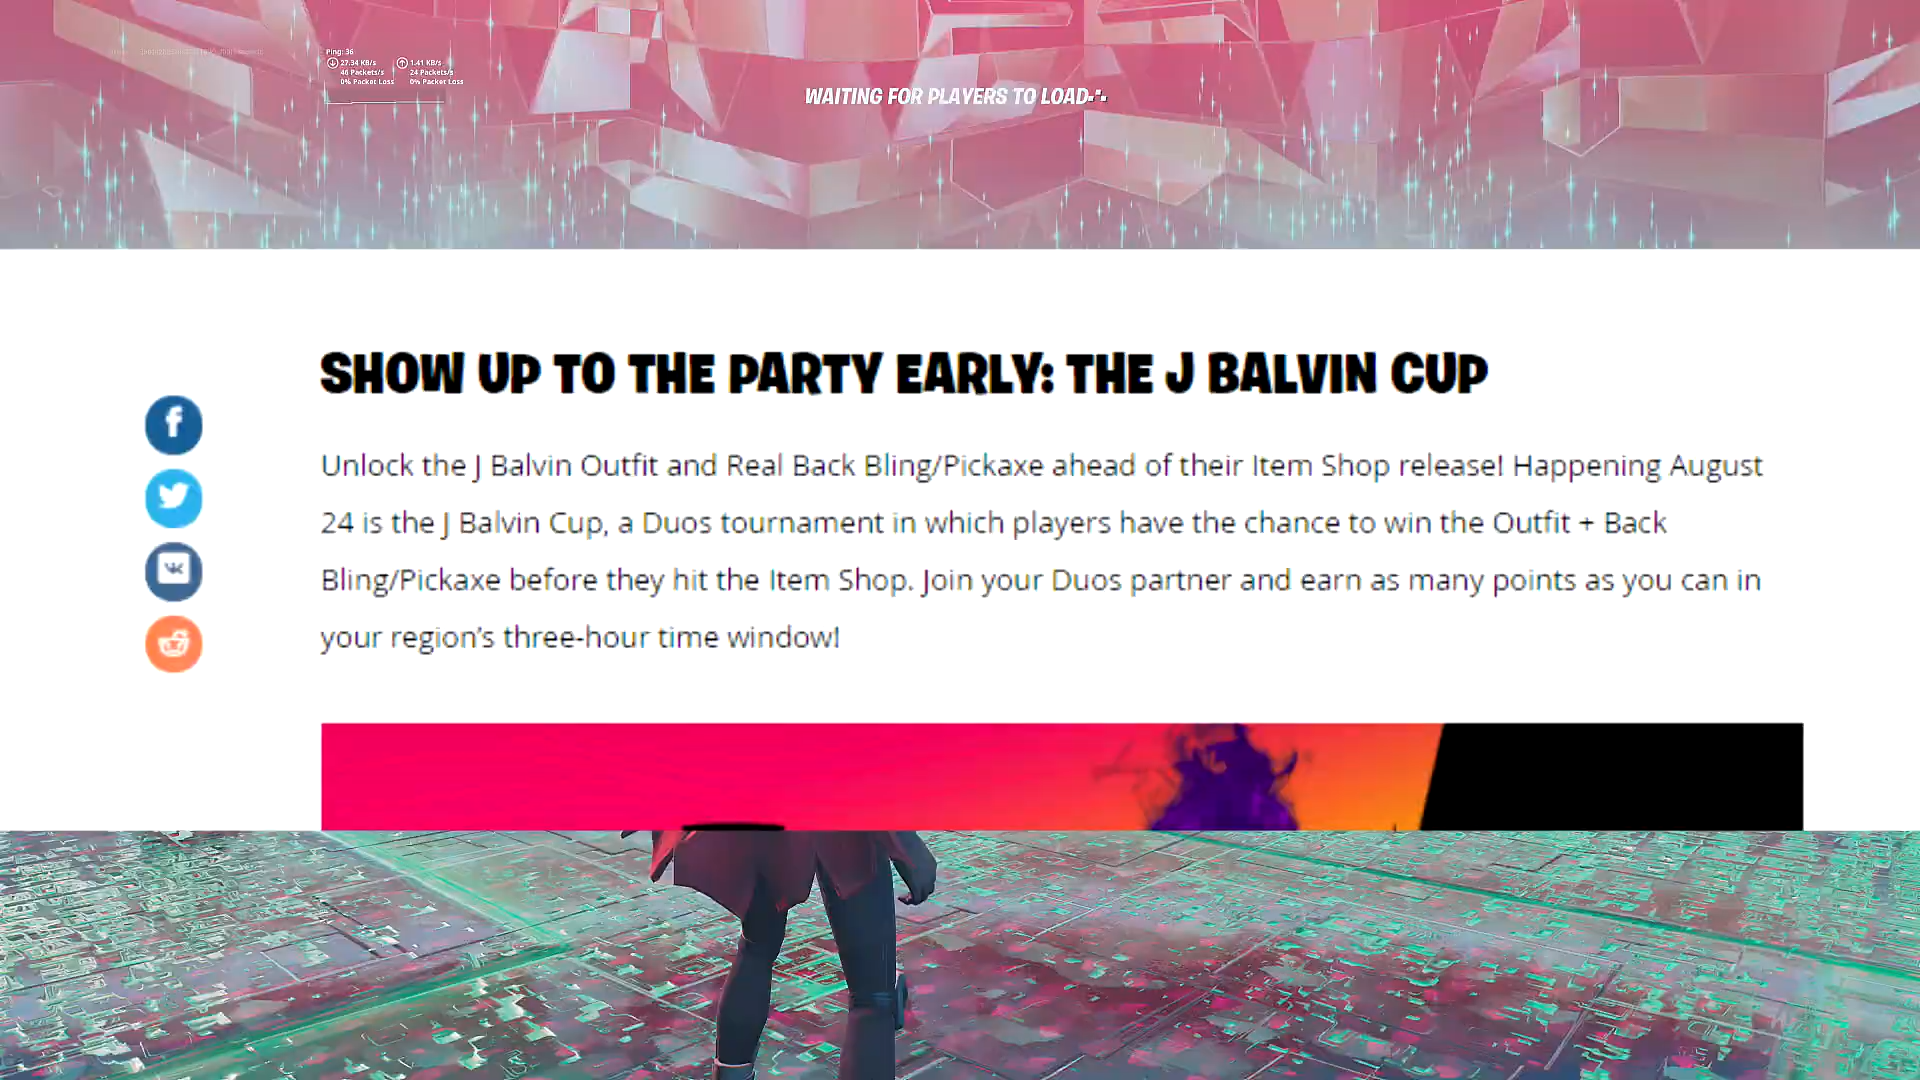 Ping: 36
27.34 KB/s 1.41 KB/s
46 Packets/s 24 Packets/s
0% Packet Loss 0% Packet Loss
WAITING FOR PLAYERS TO LOAD
SHOW UP TO THE PARTY EARLY: THE J BALVIN CUP
Unlock the J Balvin Outfit and Real Back Bling/Pickaxe ahead of their Item Shop release! Happening August
24 is the J Balvin Cup, a Duos tournament in which players have the chance to win the Outfit + Back
Bling/Pickaxe before they hit the Item Shop. Join your Duos partner and earn as many points as you can in
your region's three-hour time window!